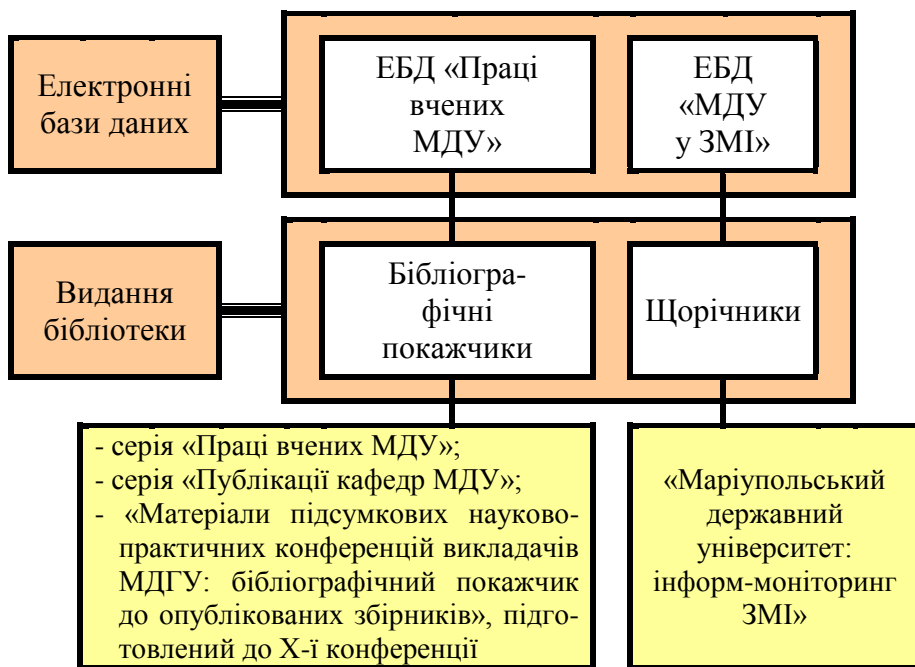 Електронні
бази даних
ЕБД «Праці
вчених
МДУ»
ЕБД
«МДУ
у ЗМІ»
Видання
бібліотеки
Бібліогра-
фічні
покажчики
Щорічники
- серія «Праці вчених МДУ»;
- серія «Публікації кафедр МДУ»;
- «Матеріали підсумкових науково-
практичних конференцій викладачів
МДГУ: бібліографічний покажчик
до опублікованих збірників», підго-
товлений до Х-ї конференції
«Маріупольський
державний
університет:
інформ-моніторинг
ЗМІ»